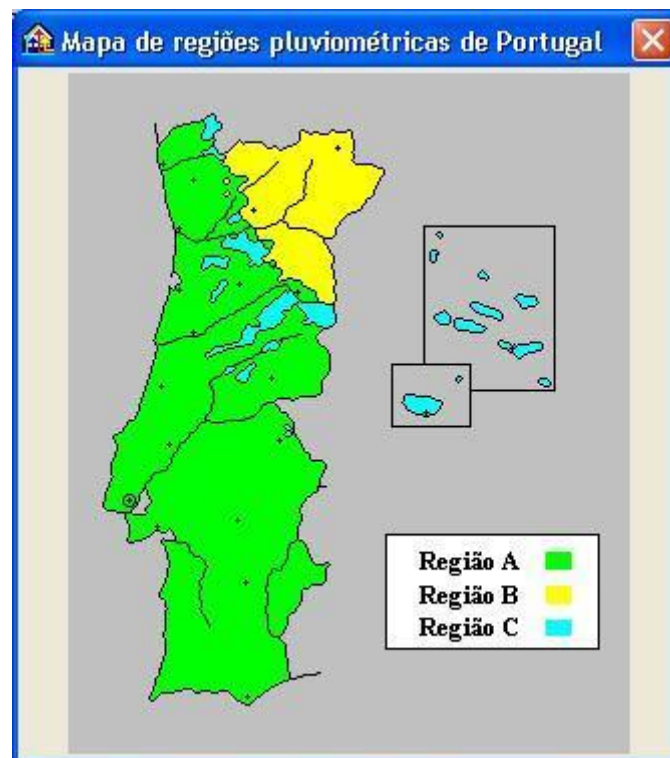 Mapa de regiões pluviométricas de Portugal
Região A
Região B
Região C